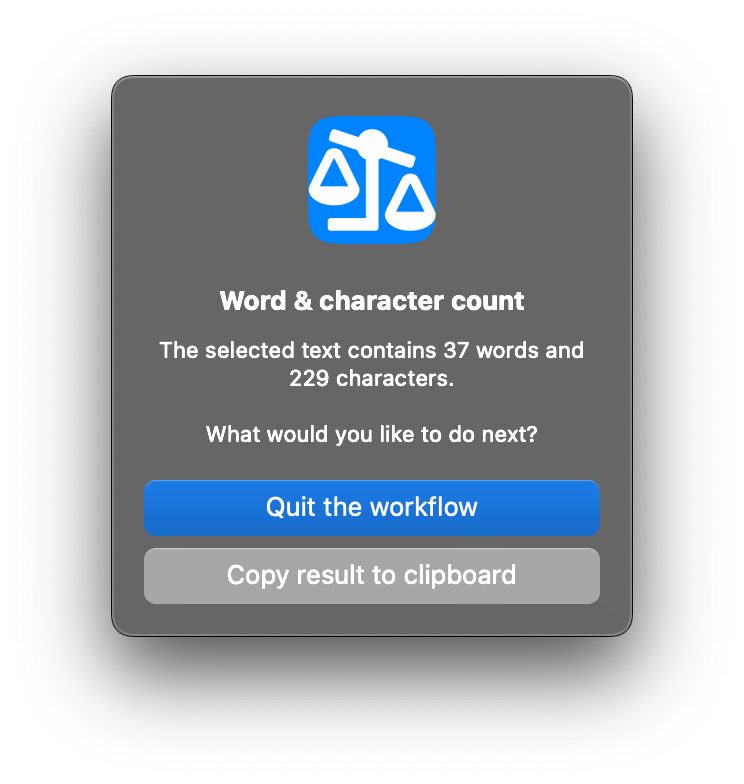 Word & character count
The selected text contains 37 words and
229 characters.
What would you like to do next?
Quit the workflow
Copy result to clipboard